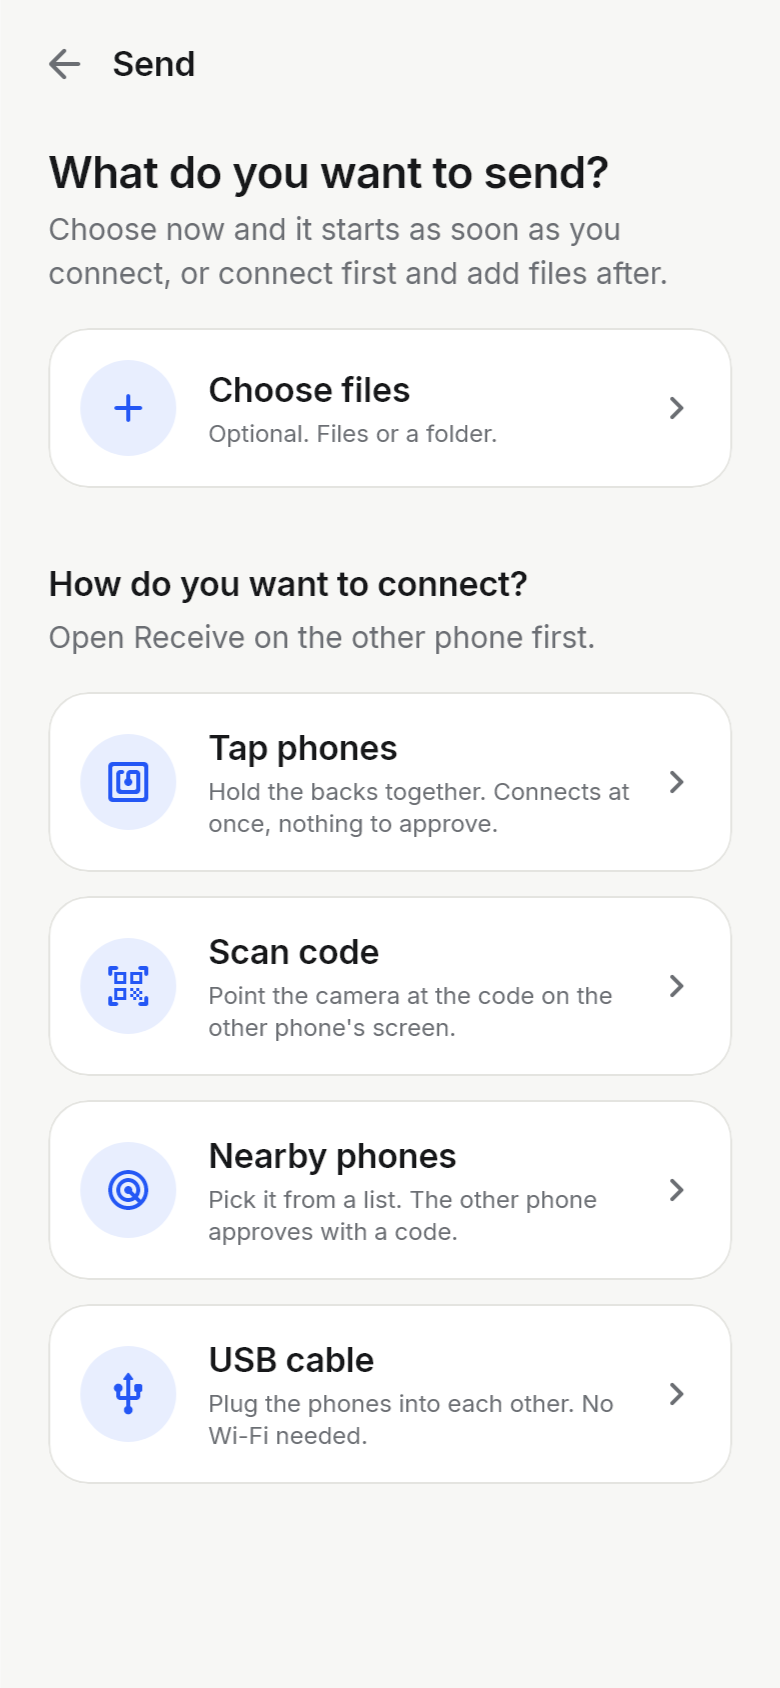 Send
What do you want to send?
Choose now and it starts as soon as you
connect, or connect first and add files after.
Choose files
Optional. Files or a folder.
How do you want to connect?
Open Receive on the other phone first.
Tap phones
Hold the backs together. Connects at
once, nothing to approve.
Scan code
Point the camera at the code on the
other phone's screen.
Nearby phones
Pick it from a list. The other phone
approves with a code.
USB cable
Plug the phones into each other. No
Wi-Fi needed.